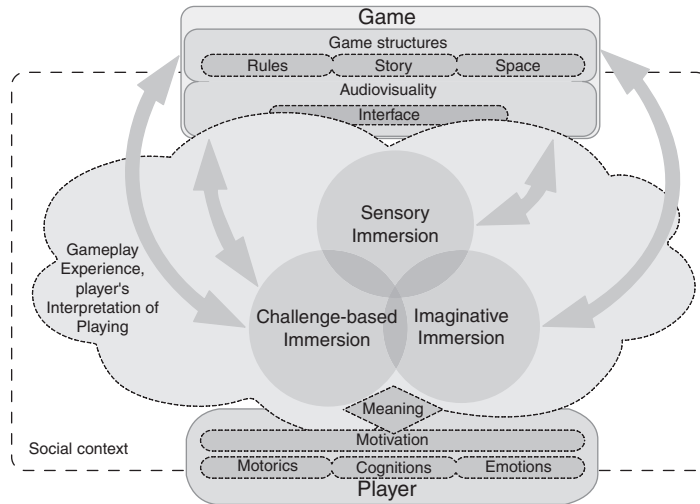 Game
Game structures
Rules Story Space
Audiovisuality
Interface
Sensory
Immersion
Gameplay
Experience,
player's
Interpretation of
Playing
Challenge-based
Immersion
Imaginative
Immersion
Meaning
Social context
Motivation
Motorics Cognitions Emotions
Player